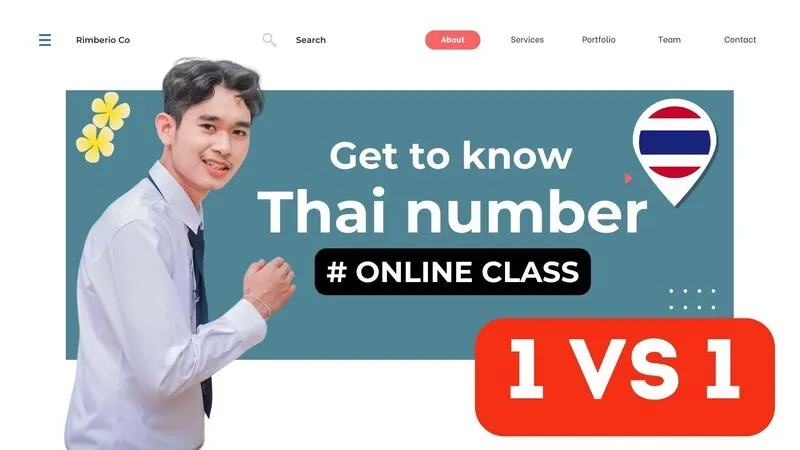 Rimberio Co
Search
About
Services
Portfolio
Team
Contact
Get to know
Thai number
# ONLINE CLASS
1 VS 1